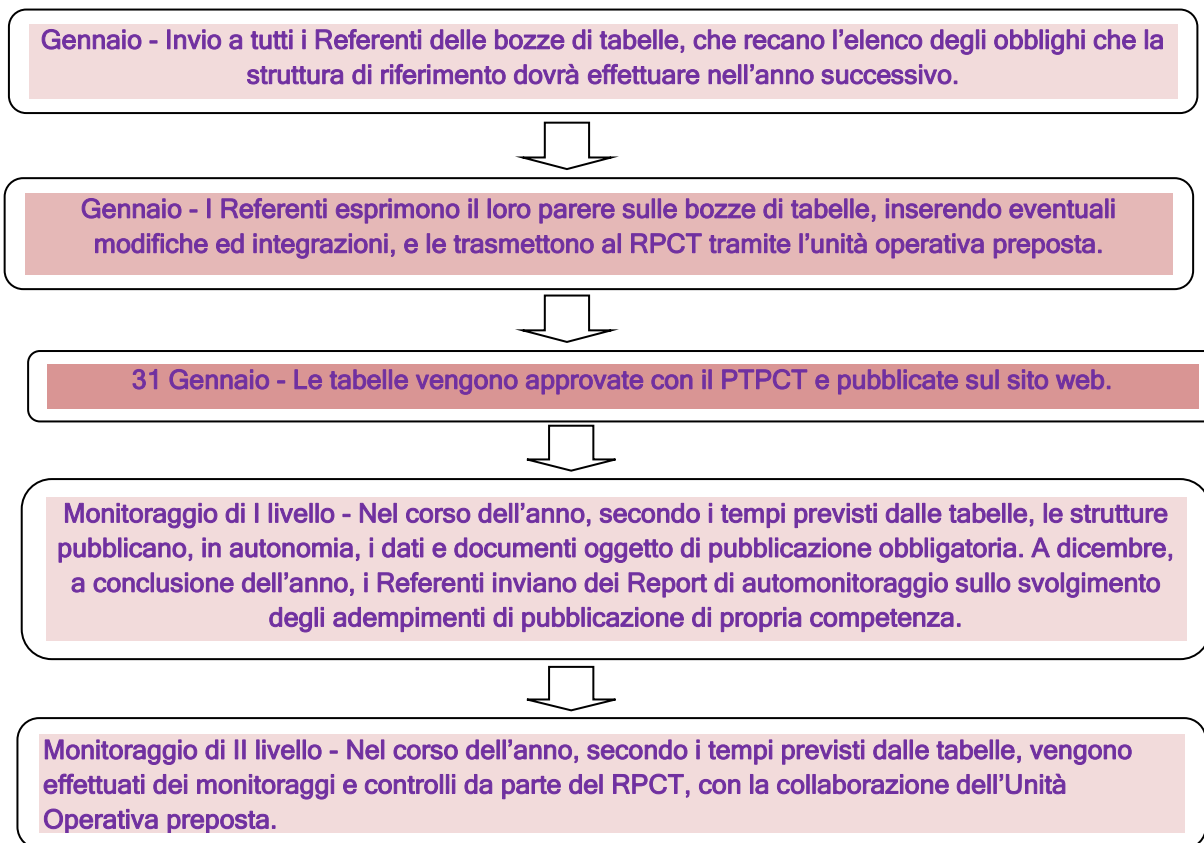 Gennaio - Invio a tutti i Referenti delle bozze di tabelle, che recano l'elenco degli obblighi che la
struttura di riferimento dovrà effettuare nell'anno successivo.
Gennaio - I Referenti esprimono il loro parere sulle bozze di tabelle, inserendo eventuali
modifiche ed integrazioni, e le trasmettono al RPCT tramite l'unità operativa preposta.
31 Gennaio - Le tabelle vengono approvate con il PTPCT e pubblicate sul sito web.
Monitoraggio di I livello - Nel corso dell'anno, secondo i tempi previsti dalle tabelle, le strutture
pubblicano, in autonomia, i dati e documenti oggetto di pubblicazione obbligatoria. A dicembre,
a conclusione dell'anno, i Referenti inviano dei Report di automonitoraggio sullo svolgimento
degli adempimenti di pubblicazione di propria competenza.
Monitoraggio di II livello - Nel corso dell'anno, secondo i tempi previsti dalle tabelle, vengono
effettuati dei monitoraggi e controlli da parte del RPCT, con la collaborazione dell'Unità
Operativa preposta.